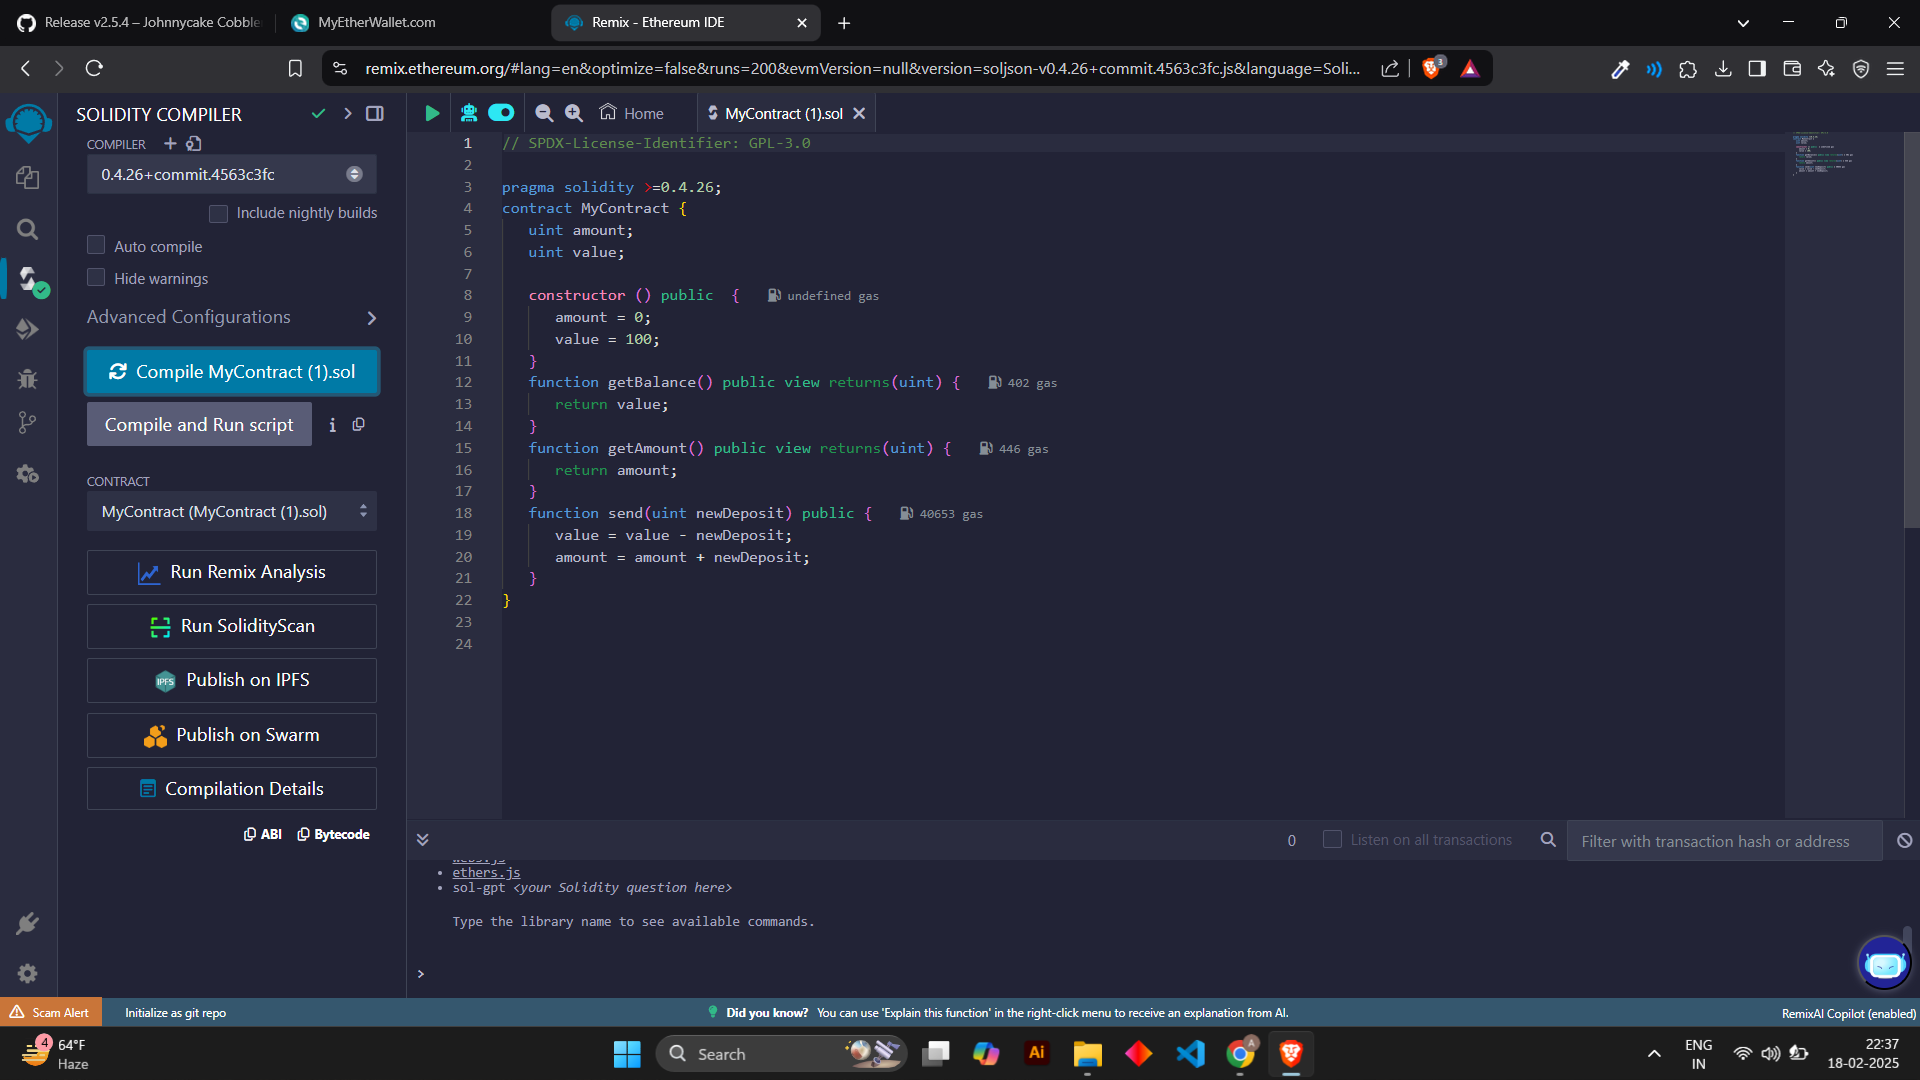 Release v2.5.4 – Johnnycake Cobble
MyEtherWallet.com
Remix - Ethereum IDE
remix.ethereum.org/#lang=en&optimize=false&runs=200&evmVersion=null&version=soljson-v0.4.26+commit.4563c3fc.js&language=Soli...
3
SOLIDITY COMPILER
Home
MyContract (1).sol
COMPILER
0.4.26+commit.4563c3fc
Include nightly builds
Auto compile
Hide warnings
Advanced Configurations
Compile MyContract (1).sol
Compile and Run script
CONTRACT
MyContract (MyContract (1).sol)
Run Remix Analysis
Run SolidityScan
IPFS
Publish on IPFS
Publish on Swarm
Compilation Details
ABI
Bytecode
1 // SPDX-License-Identifier: GPL-3.0
2
3 pragma solidity >=0.4.26;
4 contract MyContract {
5 uint amount;
6 uint value;
7
8 constructor () public  { undefined gas
9 amount = 0;
10 value = 100;
11 }
12 function getBalance() public view returns(uint) { 402 gas
13 return value;
14 }
15 function getAmount() public view returns(uint) { 446 gas
16 return amount;
17 }
18 function send(uint newDeposit) public { 40653 gas
19 value = value - newDeposit;
20 amount = amount + newDeposit;
21 }
22 }
23
24
0
Listen on all transactions
Filter with transaction hash or address
• ethers.js
• sol-gpt <your Solidity question here>
Type the library name to see available commands.
>
Scam Alert
Initialize as git repo
Did you know? You can use 'Explain this function' in the right-click menu to receive an explanation from AI.
RemixAI Copilot (enabled)
4
64°F
Haze
Search
Ai
A
ENG
IN
22:37
18-02-2025